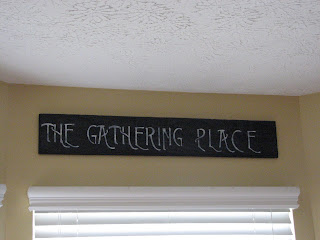 THE GATHERING PLACE